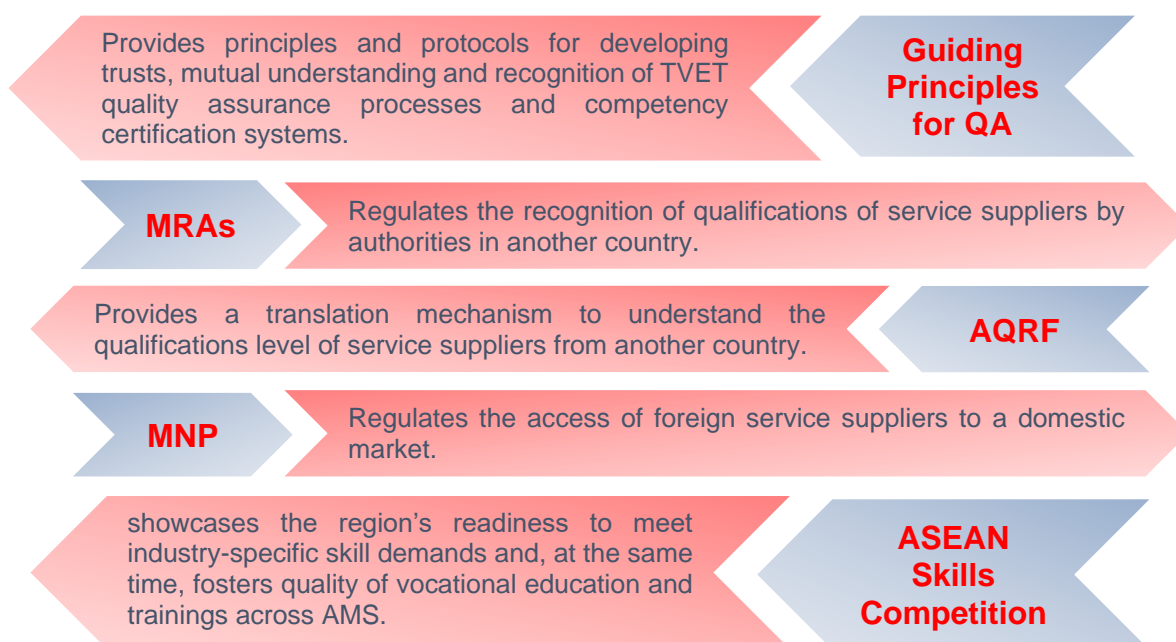 Provides principles and protocols for developing
trusts, mutual understanding and recognition of TVET
quality assurance processes and competency
certification systems.
Guiding
Principles
for QA
MRAs
Regulates the recognition of qualifications of service suppliers by
authorities in another country.
Provides a translation mechanism to understand the
qualifications level of service suppliers from another country.
AQRF
MNP
Regulates the access of foreign service suppliers to a domestic
market.
showcases the region's readiness to meet
industry-specific skill demands and, at the same
time, fosters quality of vocational education and
trainings across AMS.
ASEAN
Skills
Competition